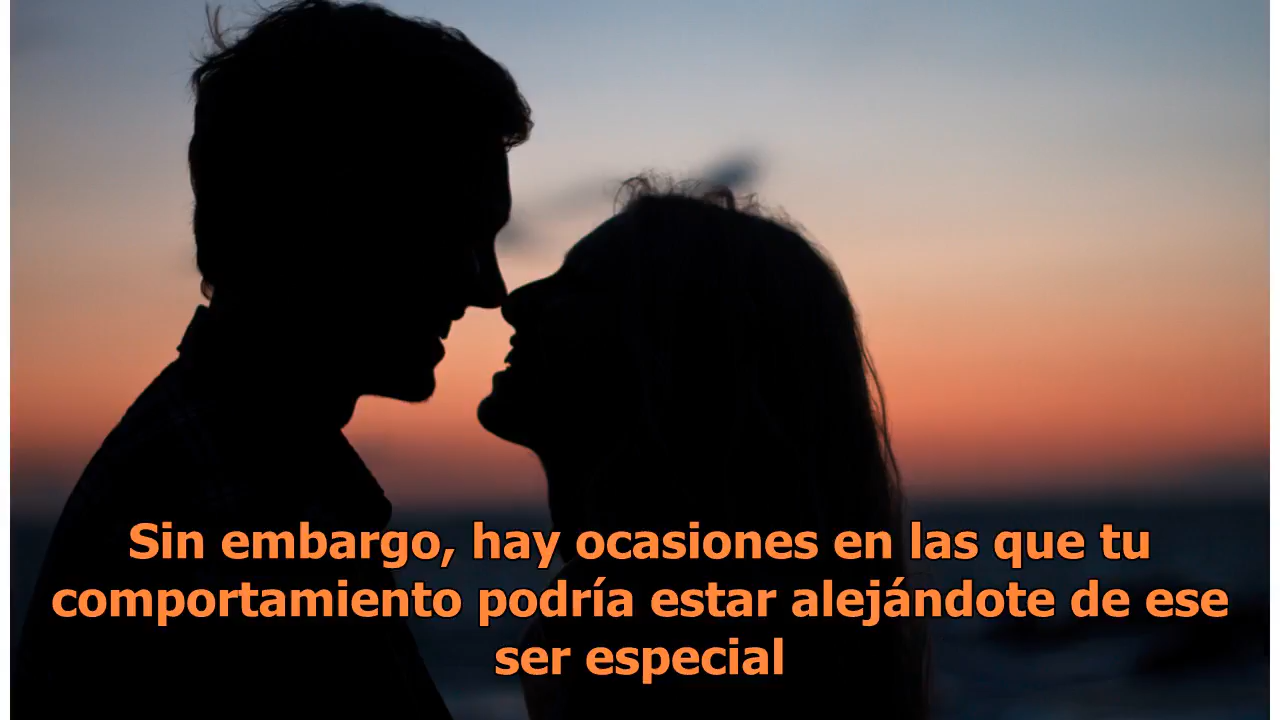 Sin embargo, hay ocasiones en las que tu
comportamiento podría estar alejándote de ese
ser especial